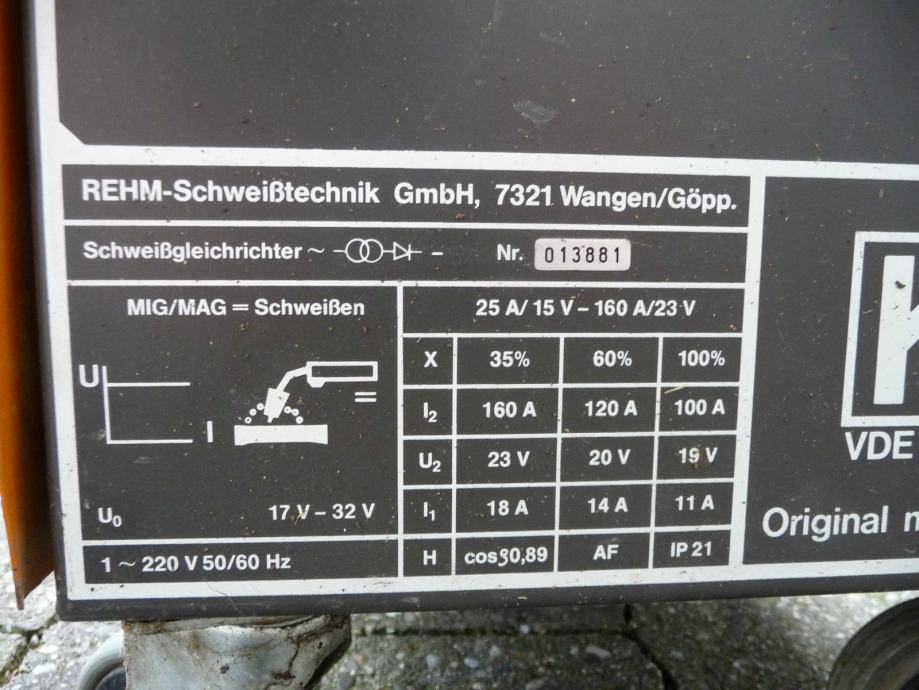 REHM-Schweißtechnik GmbH, 7321 Wangen/Göpp.
Schweißgleichrichter ~ – Nr. 013881
MIG/MAG = Schweißen
U
I
=
U₀ 17 V – 32 V
1 ~ 220 V 50/60 Hz
25 A/ 15 V – 160 A/23 V
X 35% 60% 100%
I₂ 160 A 120 A 100 A
U₂ 23 V 20 V 19 V
I₁ 18 A 14 A 11 A
H cosφ0,89 AF IP 21
VDE
Original